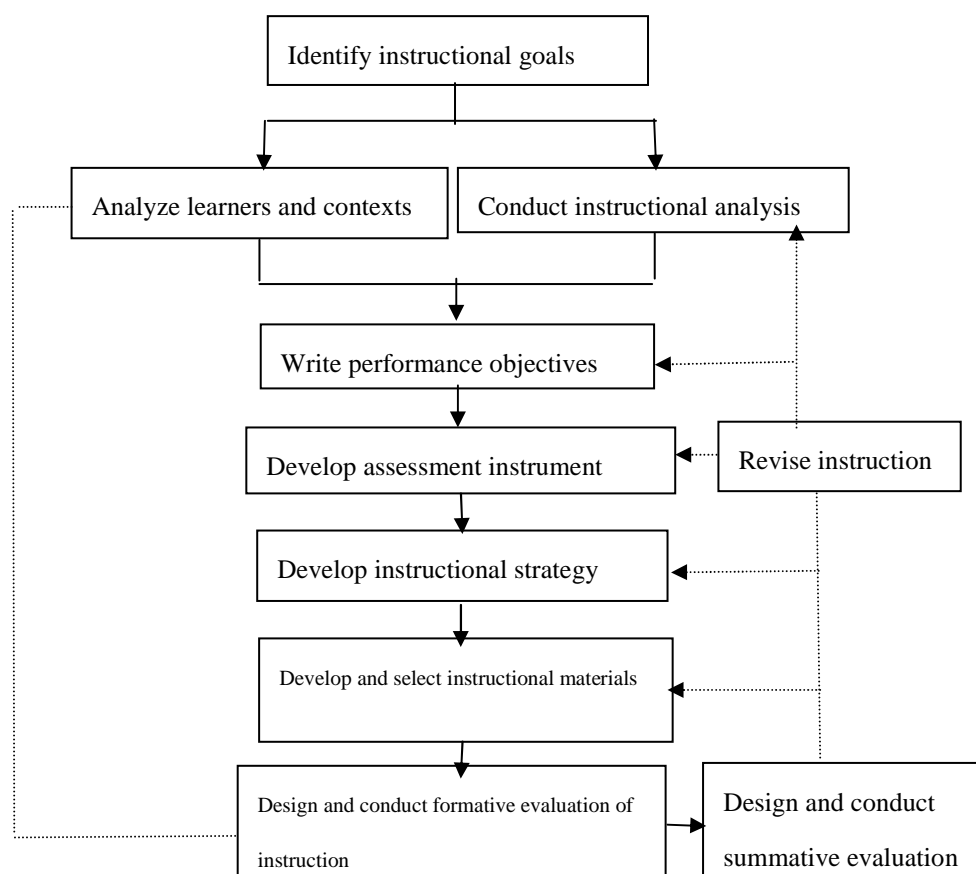 Identify instructional goals
Analyze learners and contexts
Conduct instructional analysis
Write performance objectives
Develop assessment instrument
Revise instruction
Develop instructional strategy
Develop and select instructional materials
Design and conduct formative evaluation of
instruction
Design and conduct
summative evaluation